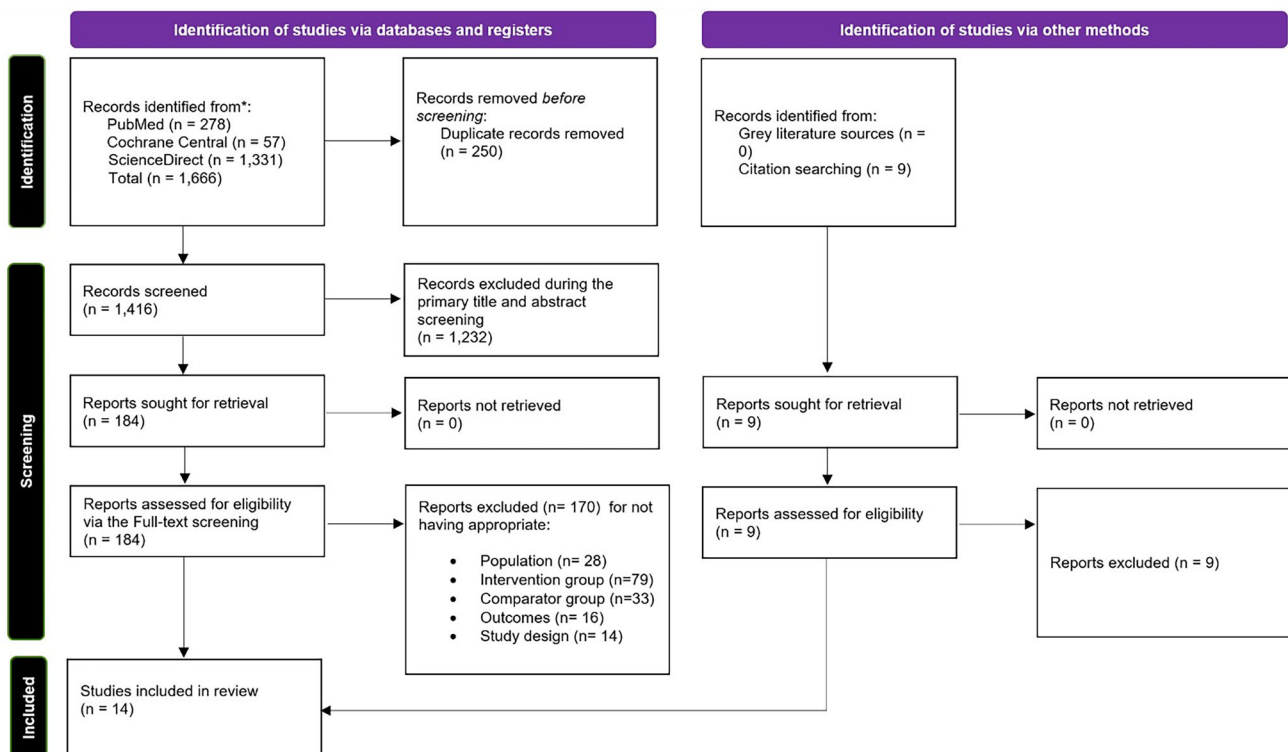 Identification of studies via databases and registers
Identification of studies via other methods
Identification
Records identified from*:
PubMed (n = 278)
Cochrane Central (n = 57)
ScienceDirect (n = 1,331)
Total (n = 1,666)
Records removed before
screening:
Duplicate records removed
(n = 250)
Records identified from:
Grey literature sources (n =
0)
Citation searching (n = 9)
Screening
Records screened
(n = 1,416)
Records excluded during the
primary title and abstract
screening
(n = 1,232)
Reports sought for retrieval
(n = 184)
Reports not retrieved
(n = 0)
Reports sought for retrieval
(n = 9)
Reports not retrieved
(n = 0)
Reports assessed for eligibility
via the Full-text screening
(n = 184)
Reports excluded (n= 170) for not
having appropriate:
• Population (n= 28)
• Intervention group (n=79)
• Comparator group (n=33)
• Outcomes (n= 16)
• Study design (n= 14)
Reports assessed for eligibility
(n = 9)
Reports excluded (n = 9)
Included
Studies included in review
(n = 14)